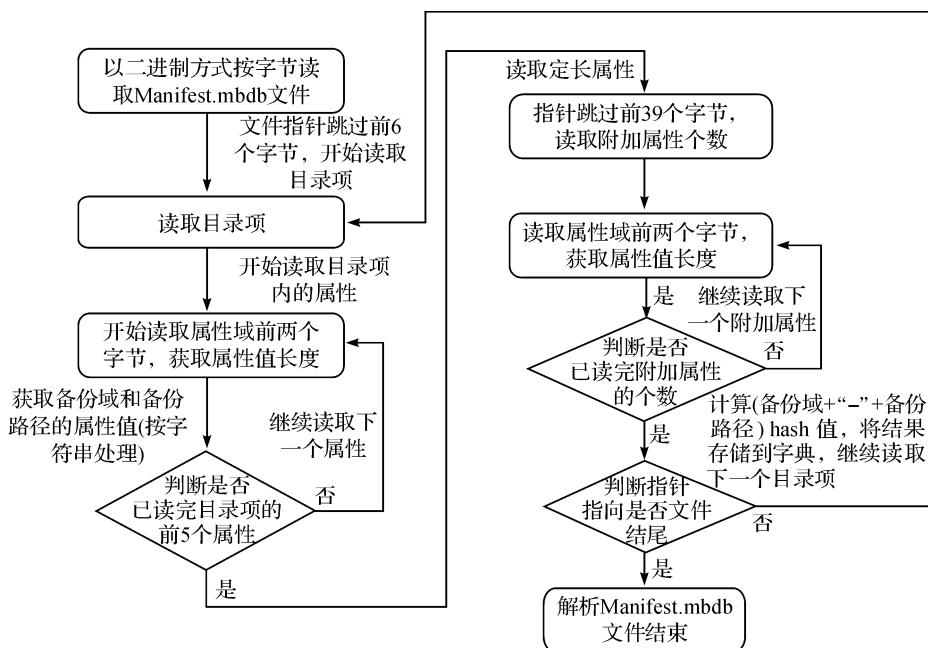 以二进制方式按字节读
取Manifest.mbdb文件
文件指针跳过前6
个字节，开始读取
目录项
读取目录项
开始读取目录项
内的属性
开始读取属性域前两个
字节，获取属性值长度
获取备份域和备份
路径的属性值(按字
符串处理)
继续读取下
一个属性
判断是否
已读完目录项的
前5个属性
否
是
读取定长属性
指针跳过前39个字节，
读取附加属性个数
读取属性域前两个字节，
获取属性值长度
是
继续读取下
一个附加属性
判断是否
已读完附加属性
的个数
否
是
计算(备份域+“–”+备份
路径) hash 值，将结果
存储到字典，继续读取
下一个目录项
判断指针
指向是否文件
结尾
否
是
解析Manifest.mbdb
文件结束